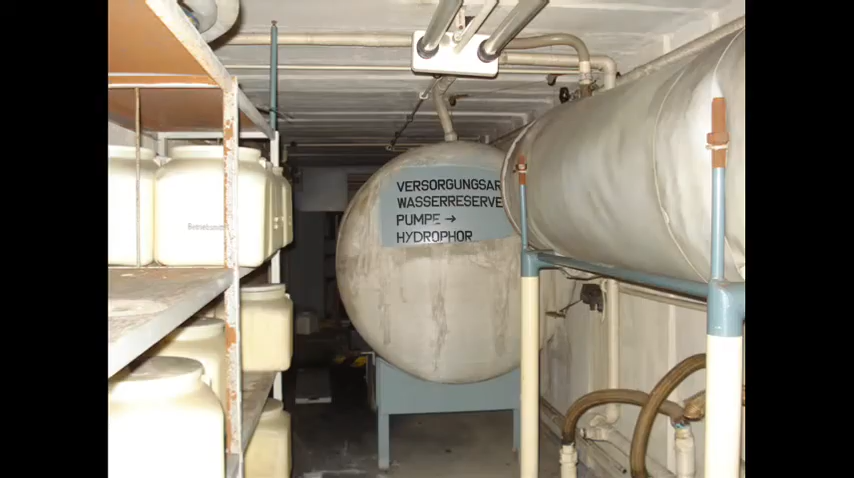 VERSORGUNGSAR
WASSERRESERVE
PUMPE →
HYDROPHOR